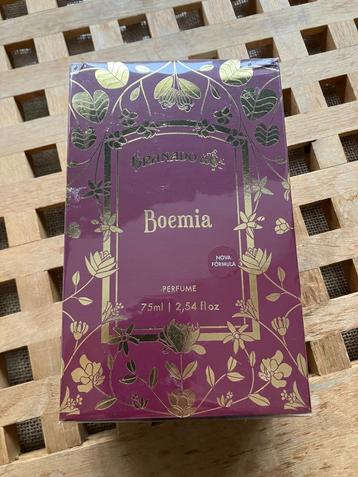 GRANADO
Boemia
NOVA
FÓRMULA
PERFUME
75ml | 2,54 fl oz